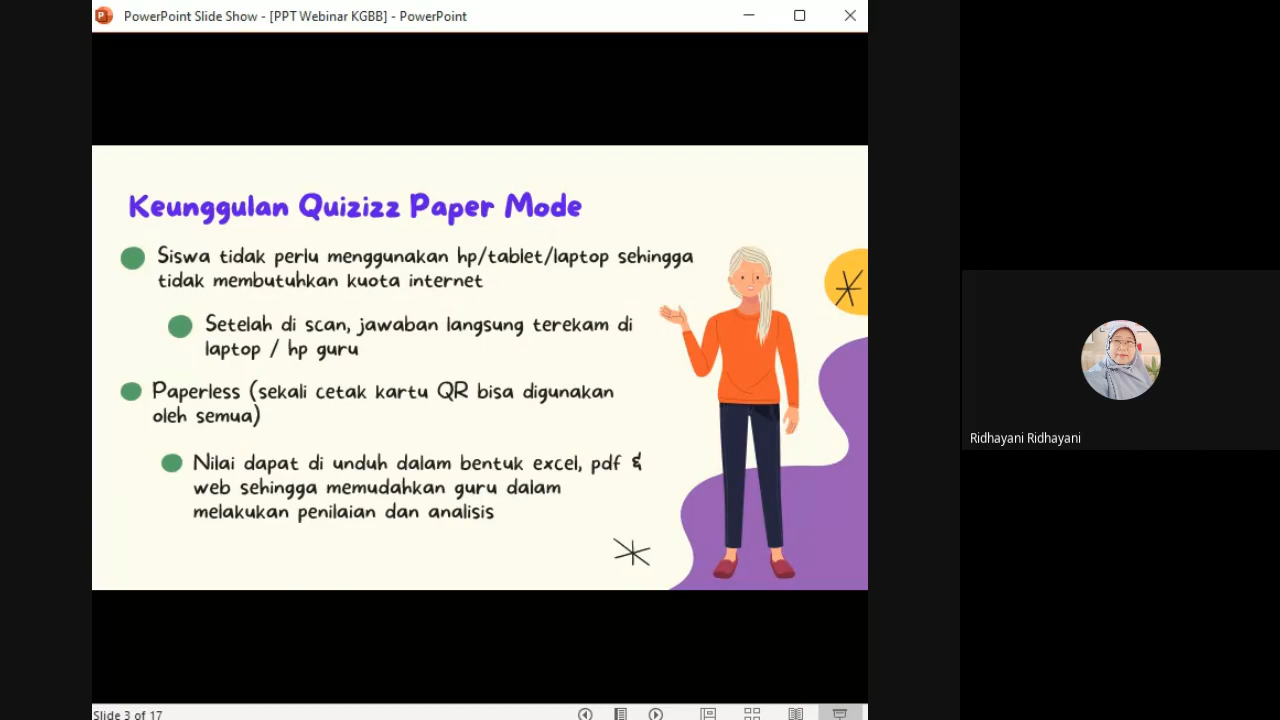 PowerPoint Slide Show - [PPT Webinar KGBB] - PowerPoint
Keunggulan Quizizz Paper Mode
Siswa tidak perlu menggunakan hp/tablet/laptop sehingga
tidak membutuhkan kuota internet
Setelah di scan, jawaban langsung terekam di
laptop / hp guru
Paperless (sekali cetak kartu QR bisa digunakan
oleh semua)
Nilai dapat di unduh dalam bentuk excel, pdf &
web sehingga memudahkan guru dalam
melakukan penilaian dan analisis
Ridhayani Ridhayani
Slide 3 of 17